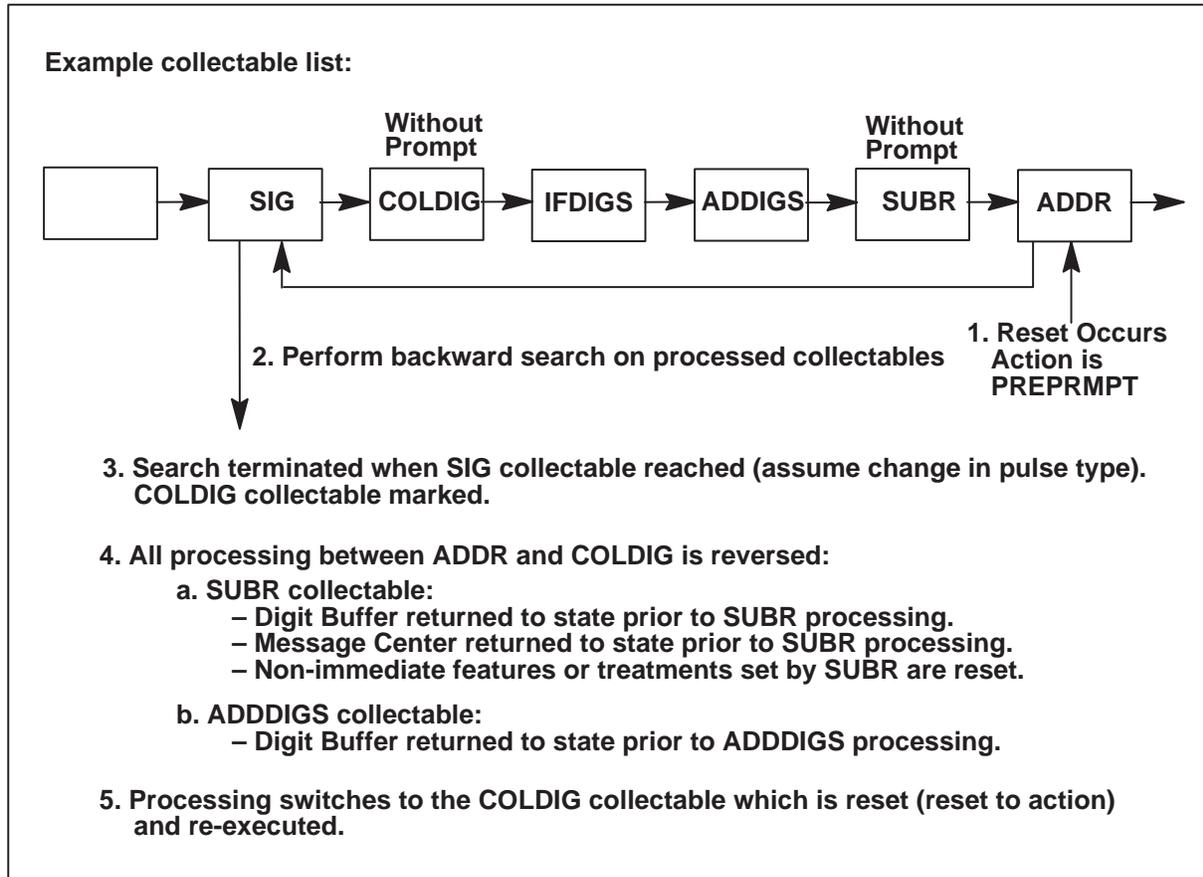 Example collectable list:
Without
Prompt
Without
Prompt
SIG
COLDIG
IFDIGS
ADDIGS
SUBR
ADDR
1. Reset Occurs
Action is
PREPRMPT
2. Perform backward search on processed collectables
3. Search terminated when SIG collectable reached (assume change in pulse type).
COLDIG collectable marked.
4. All processing between ADDR and COLDIG is reversed:
a. SUBR collectable:
– Digit Buffer returned to state prior to SUBR processing.
– Message Center returned to state prior to SUBR processing.
– Non-immediate features or treatments set by SUBR are reset.
b. ADDDIGS collectable:
– Digit Buffer returned to state prior to ADDDIGS processing.
5. Processing switches to the COLDIG collectable which is reset (reset to action)
and re-executed.